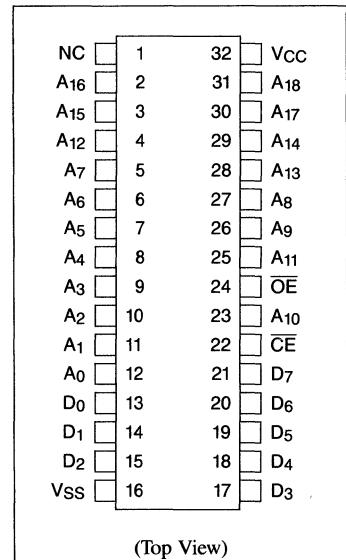 NC 1 32 VCC
A16 2 31 A18
A15 3 30 A17
A12 4 29 A14
A7 5 28 A13
A6 6 27 A8
A5 7 26 A9
A4 8 25 A11
A3 9 24 O̅E̅
A2 10 23 A10
A1 11 22 C̅E̅
A0 12 21 D7
D0 13 20 D6
D1 14 19 D5
D2 15 18 D4
VSS 16 17 D3
(Top View)